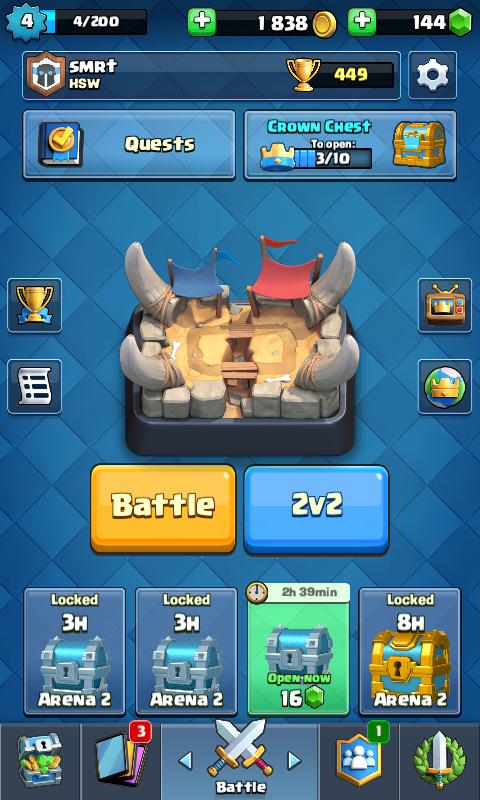 4
4/200
1 838
144
SMRt
HSW
449
Quests
Crown Chest
To open:
3/10
Battle
2v2
Locked
3H
Arena 2
Locked
3H
Arena 2
2h 39min
Open now
16
Locked
8H
Arena 2
3
Battle
1